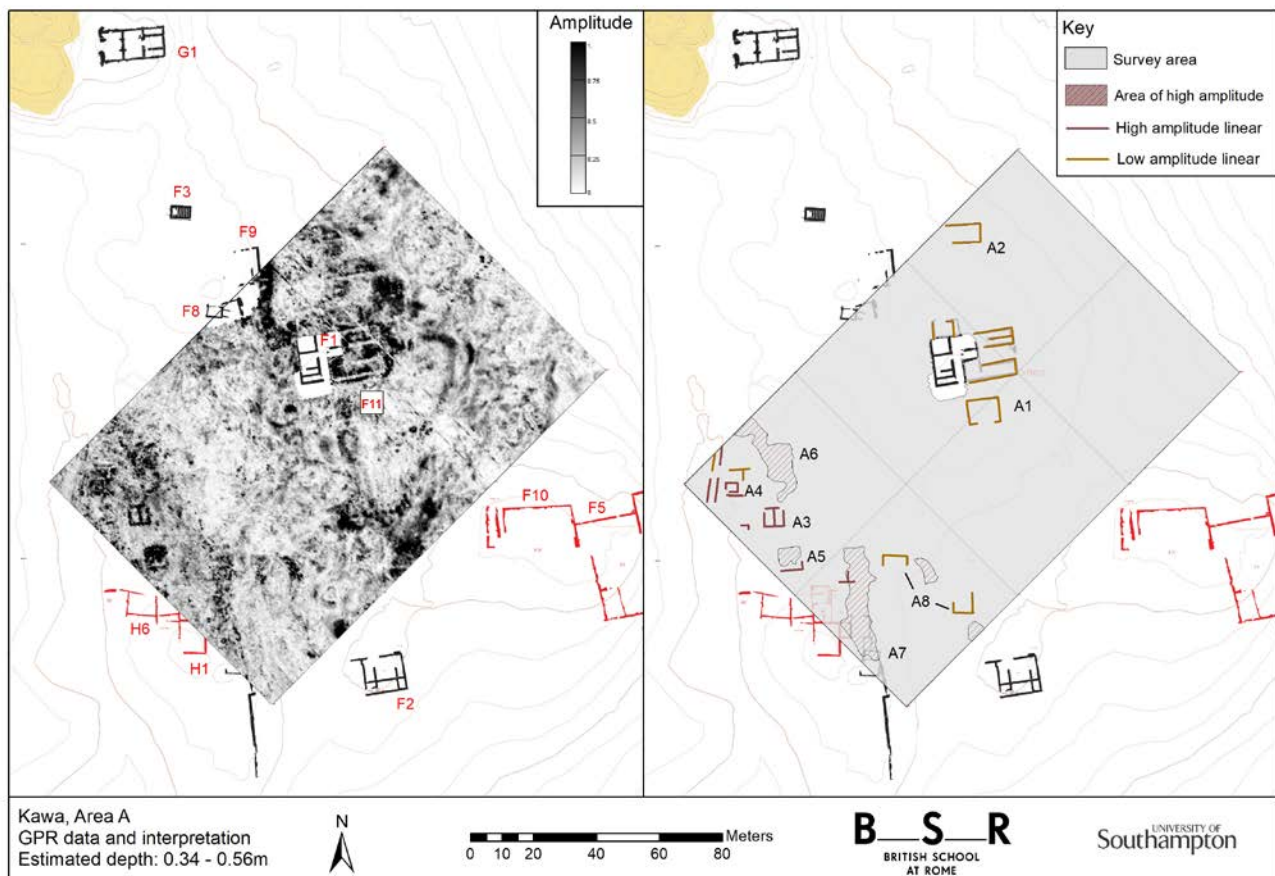 Amplitude
1
0.75
0.5
0.25
0
G1
F3
F9
F8
F1
F11
F10
F5
H6
H1
F2
Key
Survey area
Area of high amplitude
High amplitude linear
Low amplitude linear
A2
A1
A6
A4
A3
A5
A8
A7
Kawa, Area A
GPR data and interpretation
Estimated depth: 0.34 - 0.56m
N
Meters
0 10 20 40 60 80
B S R
BRITISH SCHOOL
AT ROME
UNIVERSITY OF
Southampton